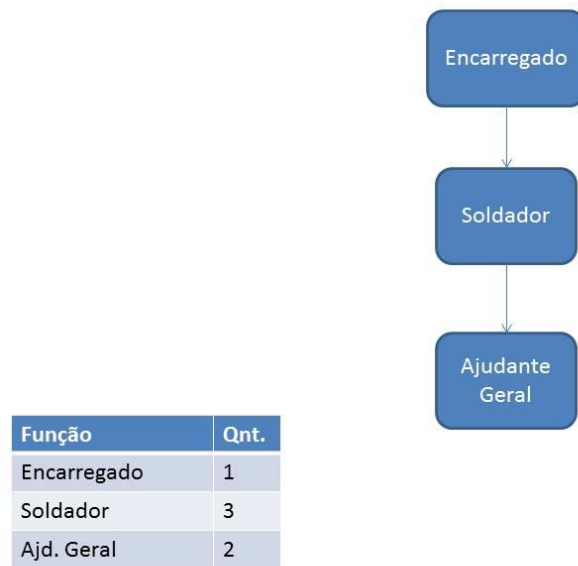 Encarregado
Soldador
Ajudante
Geral
Função Qnt.
Encarregado 1
Soldador 3
Ajd. Geral 2